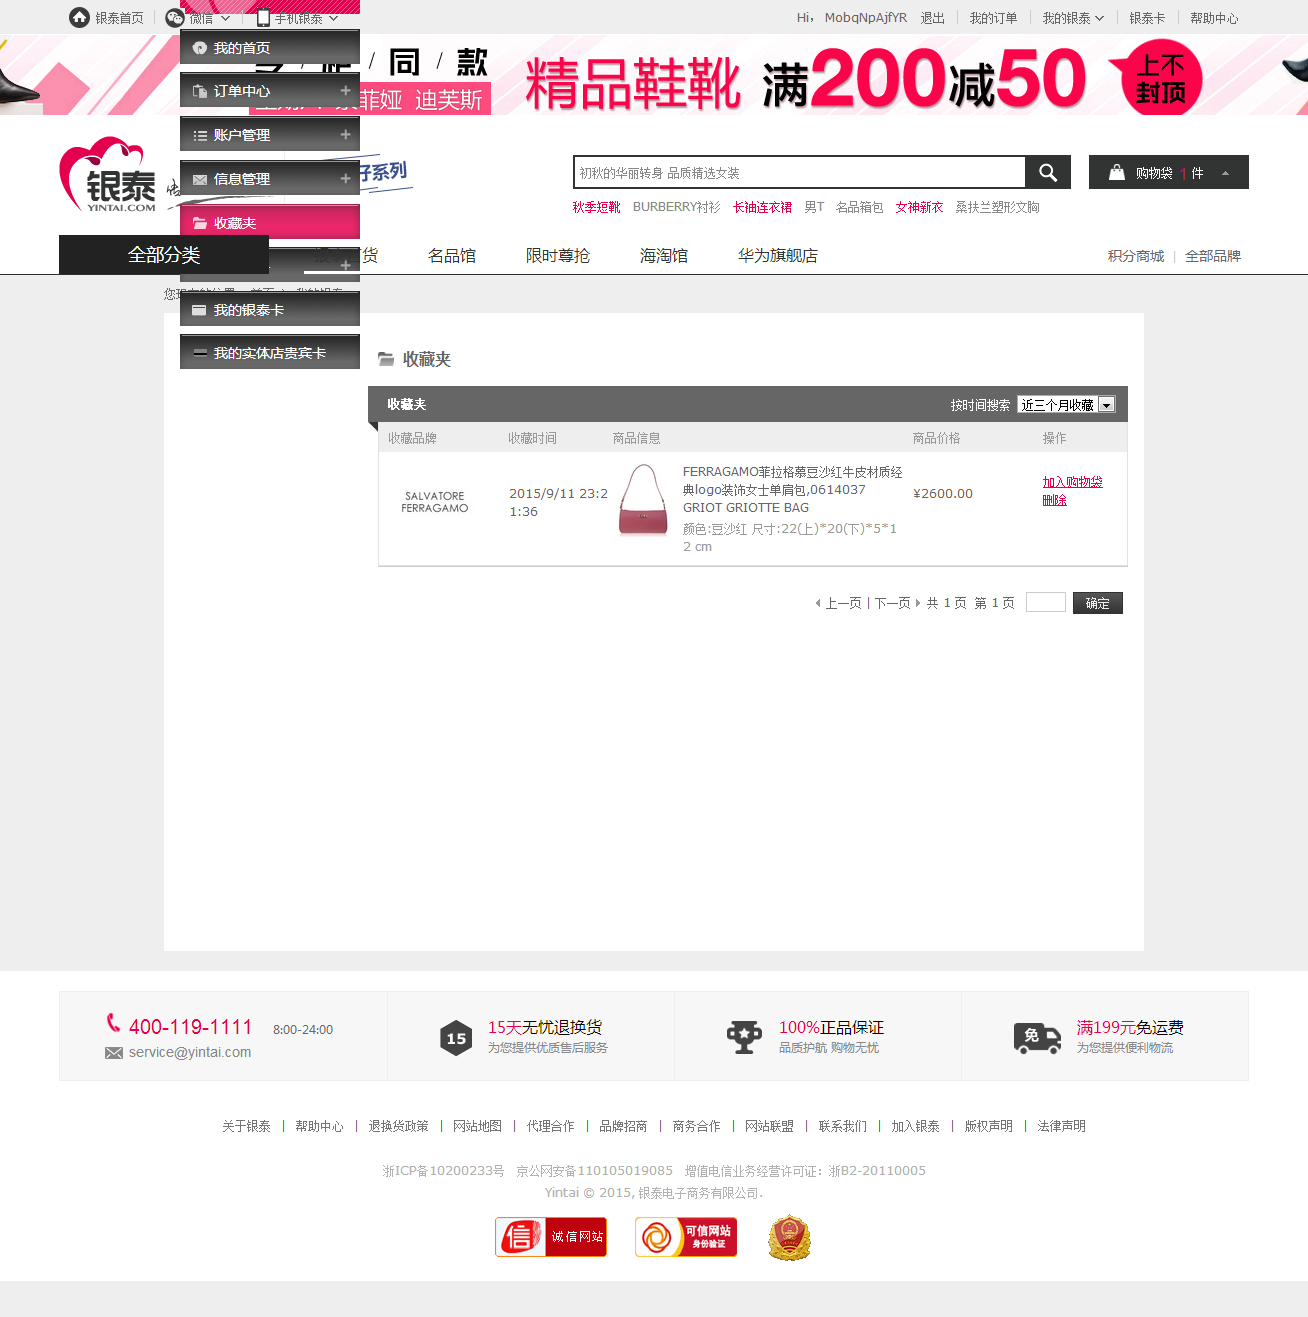 银泰首页 微信 手机银泰 Hi， MobqNpAjfYR 退出 我的订单 我的银泰 银泰卡 帮助中心
我的首页
订单中心
账户管理
信息管理
收藏夹
我的银泰卡
我的实体店贵宾卡
同 / 款
菲娅 迪芙斯
精品鞋靴 满200减50 上不封顶
银泰
YINTAI.COM
子系列
初秋的华丽转身 品质精选女装
购物袋 1 件
秋季短靴 BURBERRY衬衫 长袖连衣裙 男T 名品箱包 女神新衣 桑扶兰塑形文胸
全部分类 货 名品馆 限时尊抢 海淘馆 华为旗舰店 积分商城 全部品牌
收藏夹
收藏夹 按时间搜索 近三个月收藏
收藏品牌 收藏时间 商品信息 商品价格 操作
SALVATORE
FERRAGAMO
2015/9/11 23:2
1:36
FERRAGAMO菲拉格慕豆沙红牛皮材质经
典logo装饰女士单肩包,0614037
GRIOT GRIOTTE BAG
颜色:豆沙红 尺寸:22(上)*20(下)*5*1
2 cm
¥2600.00
加入购物袋
删除
上一页 | 下一页 共 1 页 第 1 页 确定
400-119-1111 8:00-24:00
service@yintai.com
15
15天无忧退换货
为您提供优质售后服务
100%正品保证
品质护航 购物无忧
免
满199元免运费
为您提供便利物流
关于银泰 | 帮助中心 | 退换货政策 | 网站地图 | 代理合作 | 品牌招商 | 商务合作 | 网站联盟 | 联系我们 | 加入银泰 | 版权声明 | 法律声明
浙ICP备10200233号 京公网安备110105019085 增值电信业务经营许可证：浙B2-20110005
Yintai © 2015, 银泰电子商务有限公司.
信 诚信网站
可信网站
身份验证